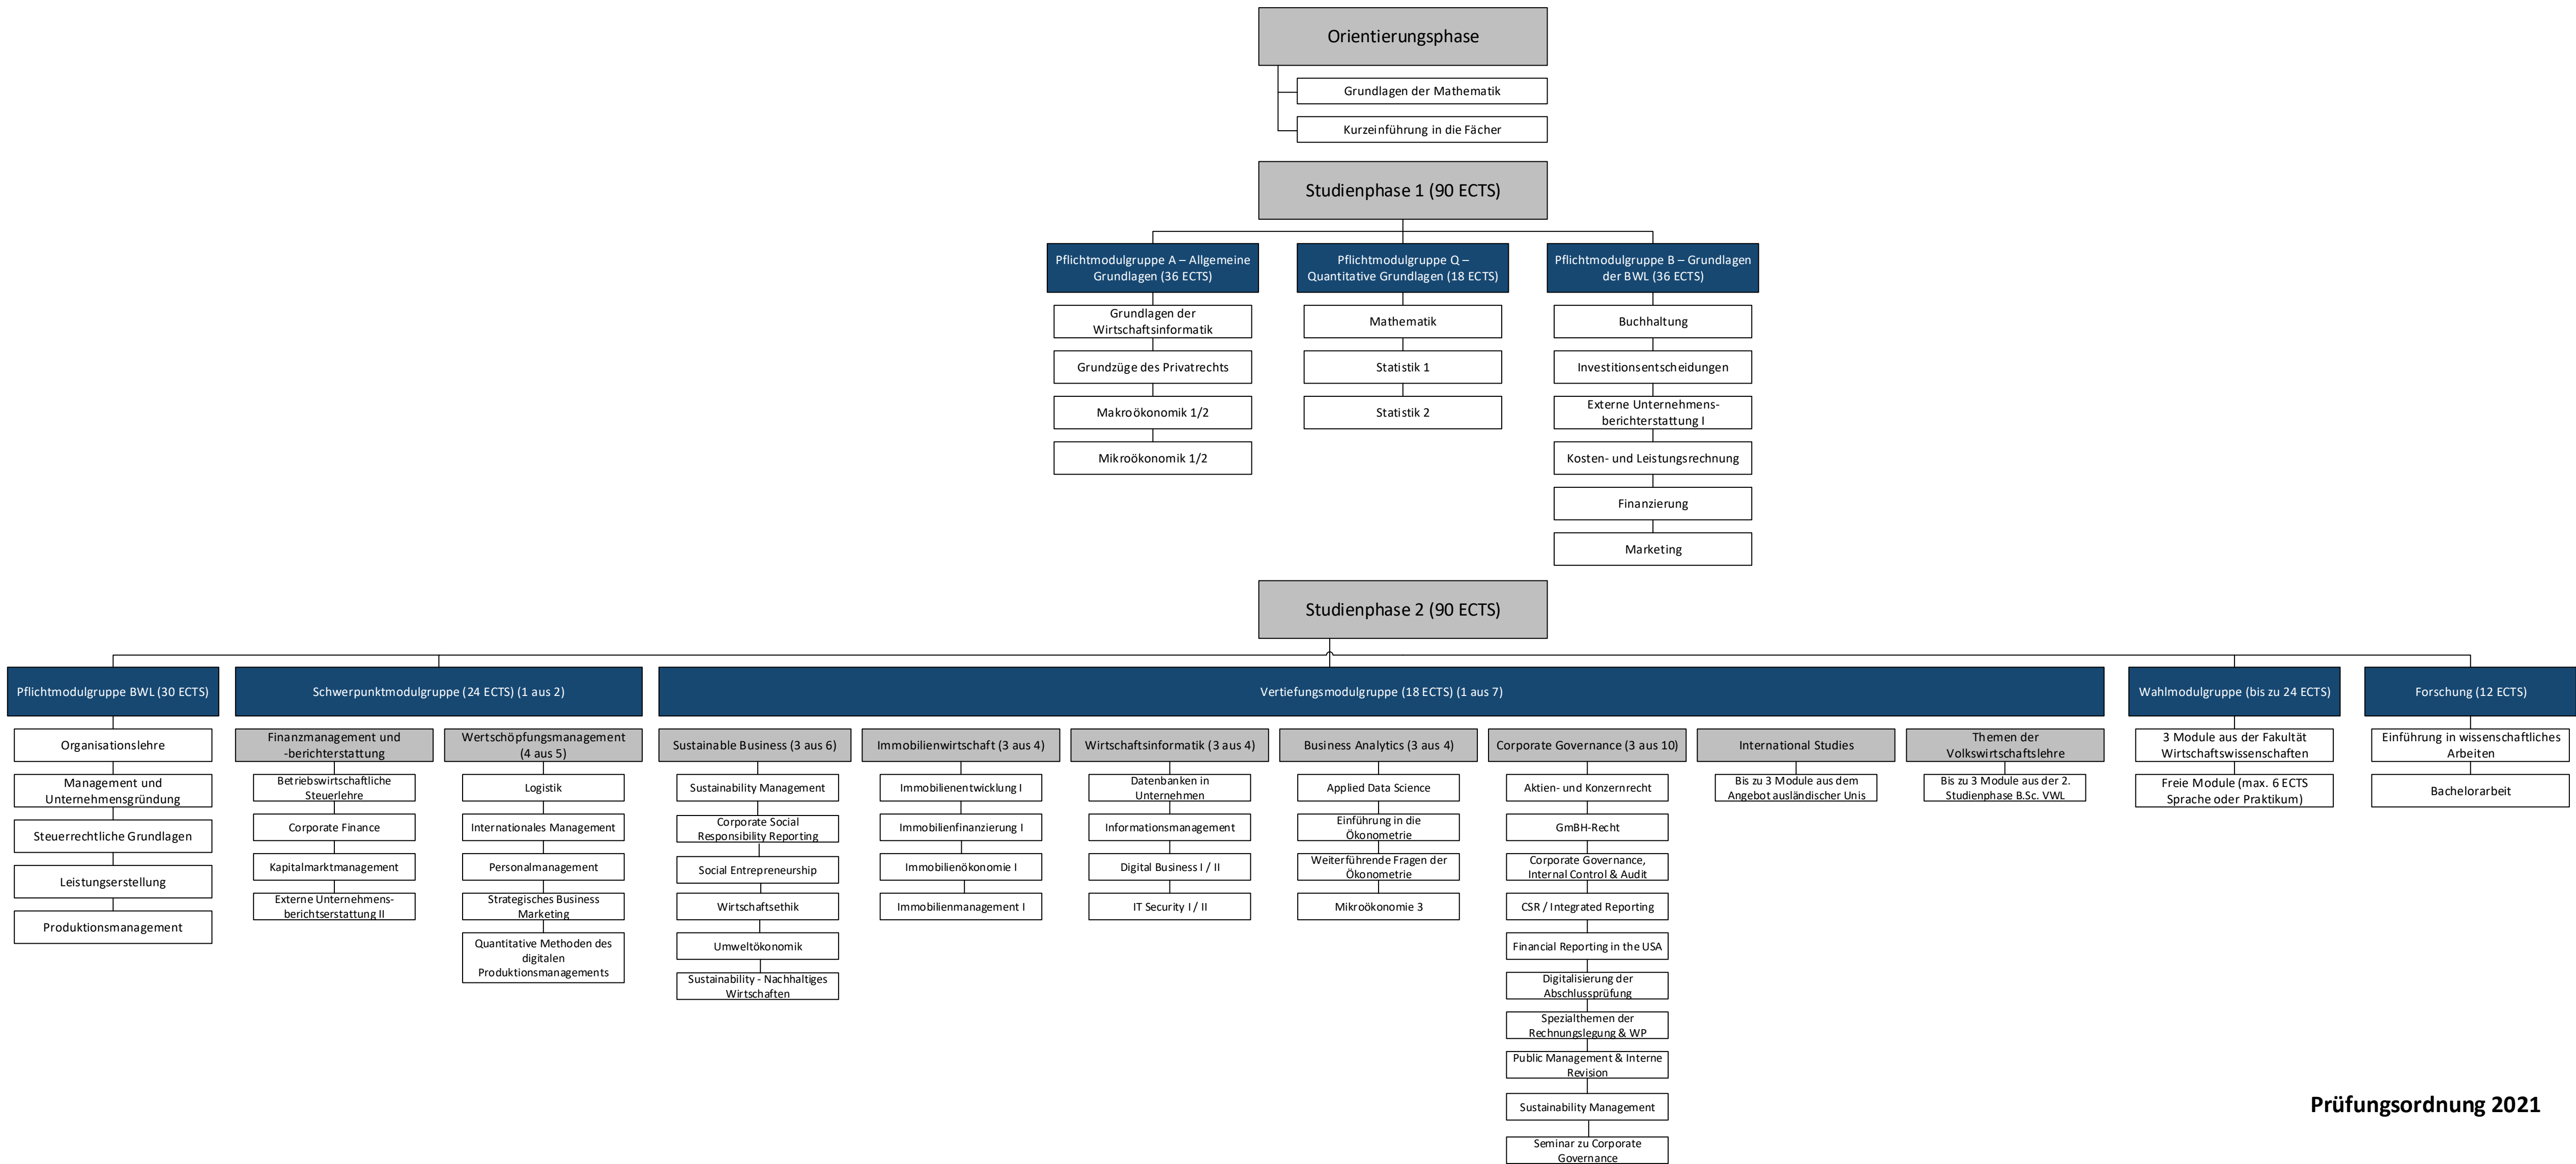 Orientierungsphase
Grundlagen der Mathematik
Kurzeinführung in die Fächer
Studienphase 1 (90 ECTS)
Pflichtmodulgruppe A – Allgemeine
Grundlagen (36 ECTS)
Grundlagen der
Wirtschaftsinformatik
Grundzüge des Privatrechts
Makroökonomik 1/2
Mikroökonomik 1/2
Pflichtmodulgruppe Q –
Quantitative Grundlagen (18 ECTS)
Mathematik
Statistik 1
Statistik 2
Pflichtmodulgruppe B – Grundlagen
der BWL (36 ECTS)
Buchhaltung
Investitionsentscheidungen
Externe Unternehmens-
berichterstattung I
Kosten- und Leistungsrechnung
Finanzierung
Marketing
Studienphase 2 (90 ECTS)
Pflichtmodulgruppe BWL (30 ECTS)
Organisationslehre
Management und
Unternehmensgründung
Steuerrechtliche Grundlagen
Leistungserstellung
Produktionsmanagement
Schwerpunktmodulgruppe (24 ECTS) (1 aus 2)
Finanzmanagement und
-berichterstattung
Betriebswirtschaftliche
Steuerlehre
Corporate Finance
Kapitalmarktmanagement
Externe Unternehmens-
berichtserstattung II
Wertschöpfungsmanagement
(4 aus 5)
Logistik
Internationales Management
Personalmanagement
Strategisches Business
Marketing
Quantitative Methoden des
digitalen
Produktionsmanagements
Vertiefungsmodulgruppe (18 ECTS) (1 aus 7)
Sustainable Business (3 aus 6)
Sustainability Management
Corporate Social
Responsibility Reporting
Social Entrepreneurship
Wirtschaftsethik
Umweltökonomik
Sustainability - Nachhaltiges
Wirtschaften
Immobilienwirtschaft (3 aus 4)
Immobilienentwicklung I
Immobilienfinanzierung I
Immobilienökonomie I
Immobilienmanagement I
Wirtschaftsinformatik (3 aus 4)
Datenbanken in
Unternehmen
Informationsmanagement
Digital Business I / II
IT Security I / II
Business Analytics (3 aus 4)
Applied Data Science
Einführung in die
Ökonometrie
Weiterführende Fragen der
Ökonometrie
Mikroökonomie 3
Corporate Governance (3 aus 10)
Aktien- und Konzernrecht
GmBH-Recht
Corporate Governance,
Internal Control & Audit
CSR / Integrated Reporting
Financial Reporting in the USA
Digitalisierung der
Abschlussprüfung
Spezialthemen der
Rechnungslegung & WP
Public Management & Interne
Revision
Sustainability Management
Seminar zu Corporate
Governance
International Studies
Bis zu 3 Module aus dem
Angebot ausländischer Unis
Themen der
Volkswirtschaftslehre
Bis zu 3 Module aus der 2.
Studienphase B.Sc. VWL
Wahlmodulgruppe (bis zu 24 ECTS)
3 Module aus der Fakultät
Wirtschaftswissenschaften
Freie Module (max. 6 ECTS
Sprache oder Praktikum)
Forschung (12 ECTS)
Einführung in wissenschaftliches
Arbeiten
Bachelorarbeit
Prüfungsordnung 2021